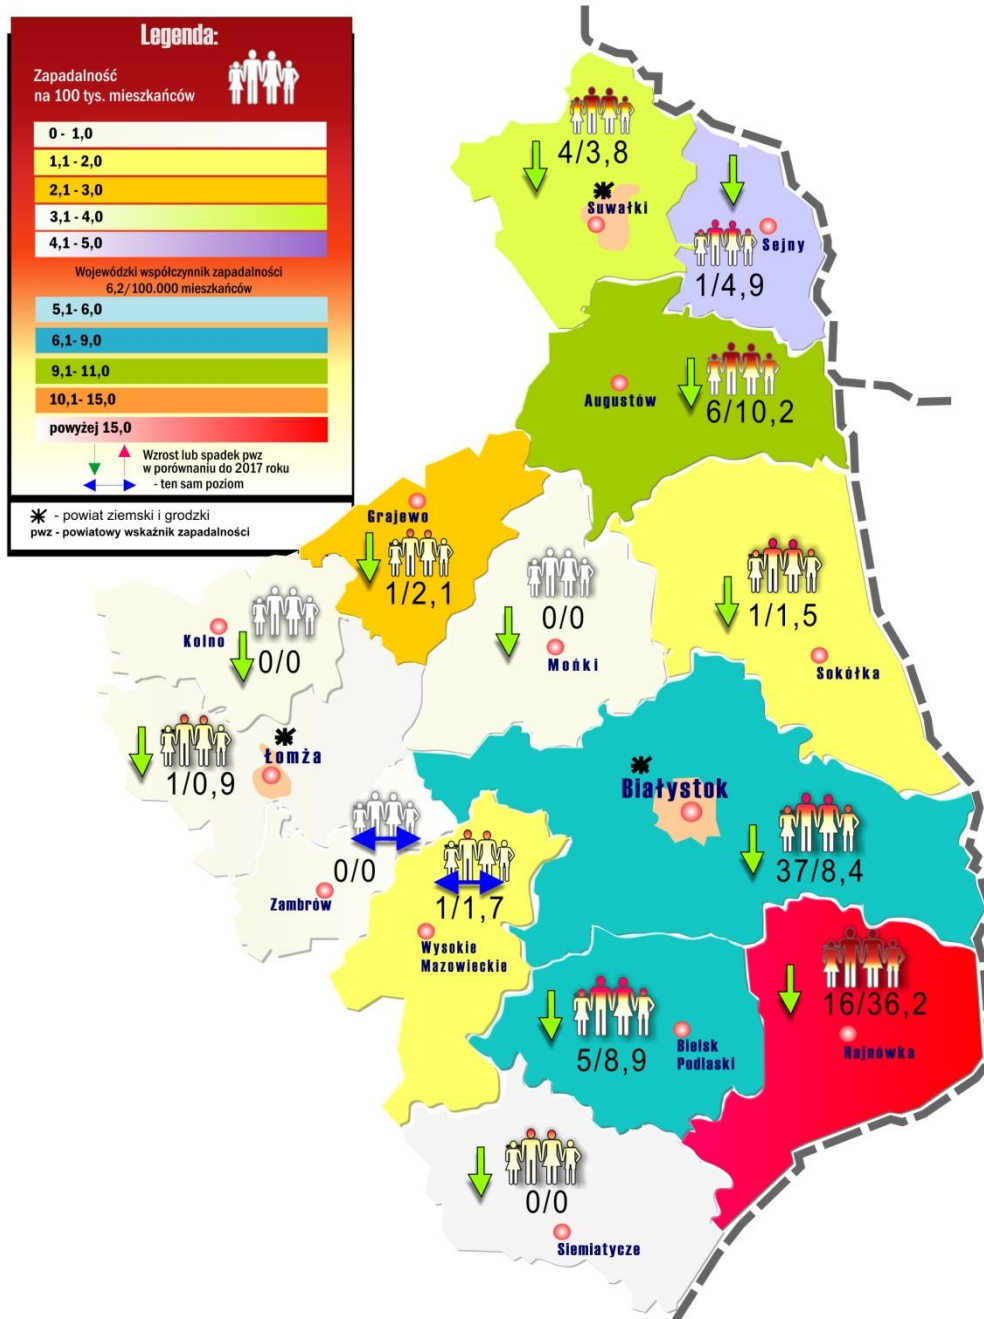 Legenda:
Zapadalność
na 100 tys. mieszkańców
0 - 1,0
1,1 - 2,0
2,1 - 3,0
3,1 - 4,0
4,1 - 5,0
Wojewódzki współczynnik zapadalności
6,2/100.000 mieszkańców
5,1- 6,0
6,1- 9,0
9,1- 11,0
10,1- 15,0
powyżej 15,0
Wzrost lub spadek pwz
w porównaniu do 2017 roku
- ten sam poziom
- powiat ziemski i grodzki
pwz - powiatowy wskaźnik zapadalności
4/3,8
Suwałki
Sejny
1/4,9
Augustów
6/10,2
Grajewo
1/2,1
0/0
Mońki
1/1,5
Sokółka
Kolno
0/0
Łomża
1/0,9
Białystok
37/8,4
0/0
Zambrów
1/1,7
Wysokie
Mazowieckie
16/36,2
Hajnówka
5/8,9
Bielsk
Podlaski
0/0
Siemiatycze